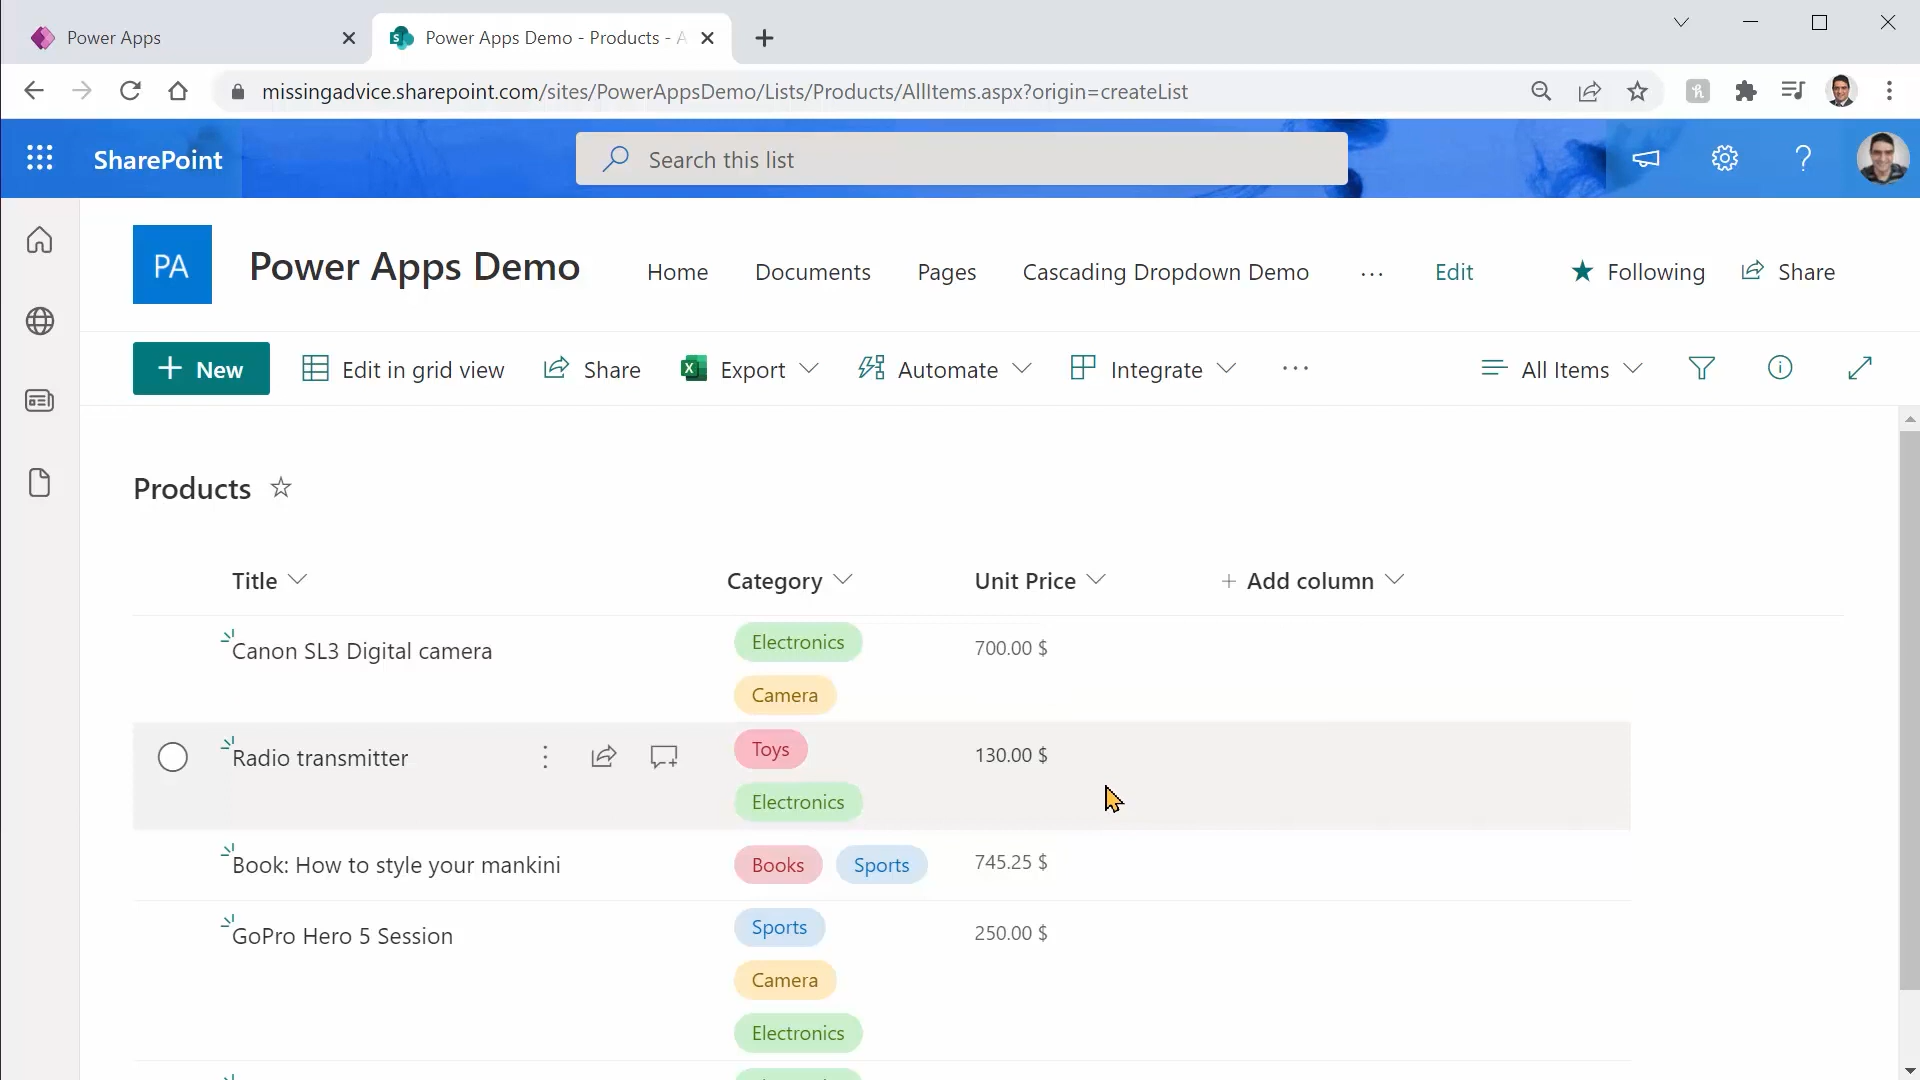 Power Apps
Power Apps Demo - Products - A
missingadvice.sharepoint.com/sites/PowerAppsDemo/Lists/Products/AllItems.aspx?origin=createList
SharePoint
Search this list
PA
Power Apps Demo
Home
Documents
Pages
Cascading Dropdown Demo
...
Edit
Following
Share
New
Edit in grid view
Share
Export
Automate
Integrate
...
All Items
Products
Title
Category
Unit Price
+ Add column
Canon SL3 Digital camera
Electronics
700.00 $
Camera
Radio transmitter
Toys
130.00 $
Electronics
Book: How to style your mankini
Books
Sports
745.25 $
GoPro Hero 5 Session
Sports
250.00 $
Camera
Electronics